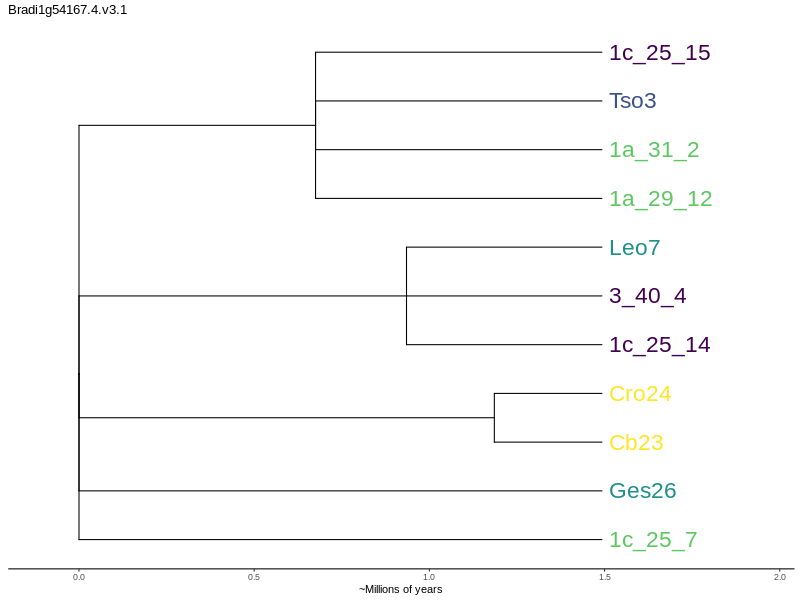 Bradi1g54167.4.v3.1
1c_25_15
Tso3
1a_31_2
1a_29_12
Leo7
3_40_4
1c_25_14
Cro24
Cb23
Ges26
1c_25_7
0.0 0.5 1.0 1.5 2.0
~Millions of years